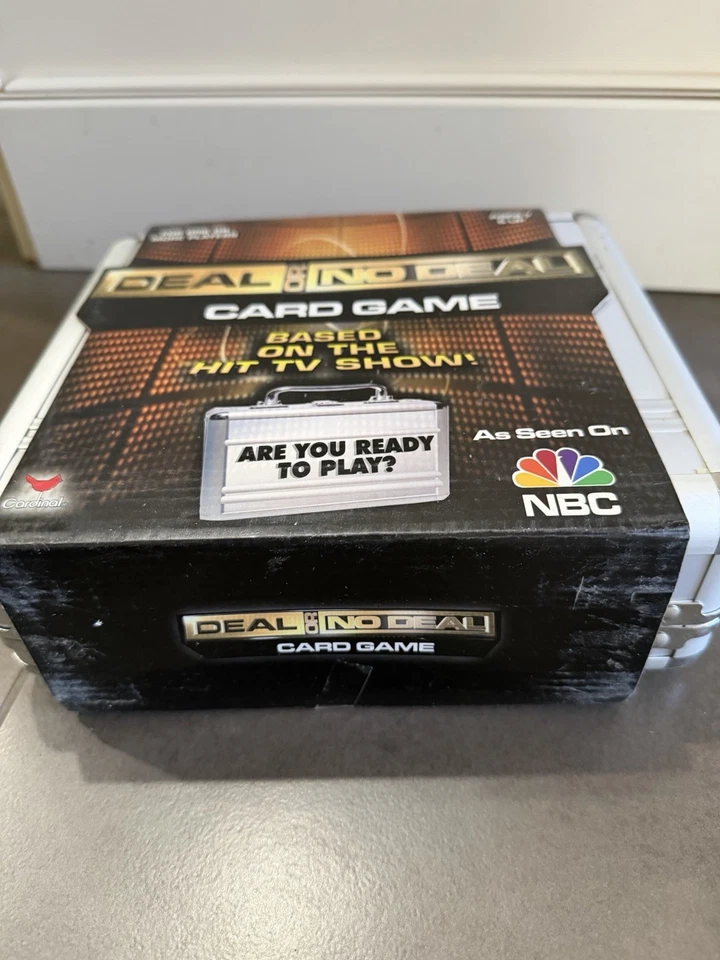 DEAL OR NO DEAL
CARD GAME
BASED
ON THE
HIT TV SHOW!
ARE YOU READY
TO PLAY?
As Seen On
NBC
Cardinal
DEAL OR NO DEAL
CARD GAME